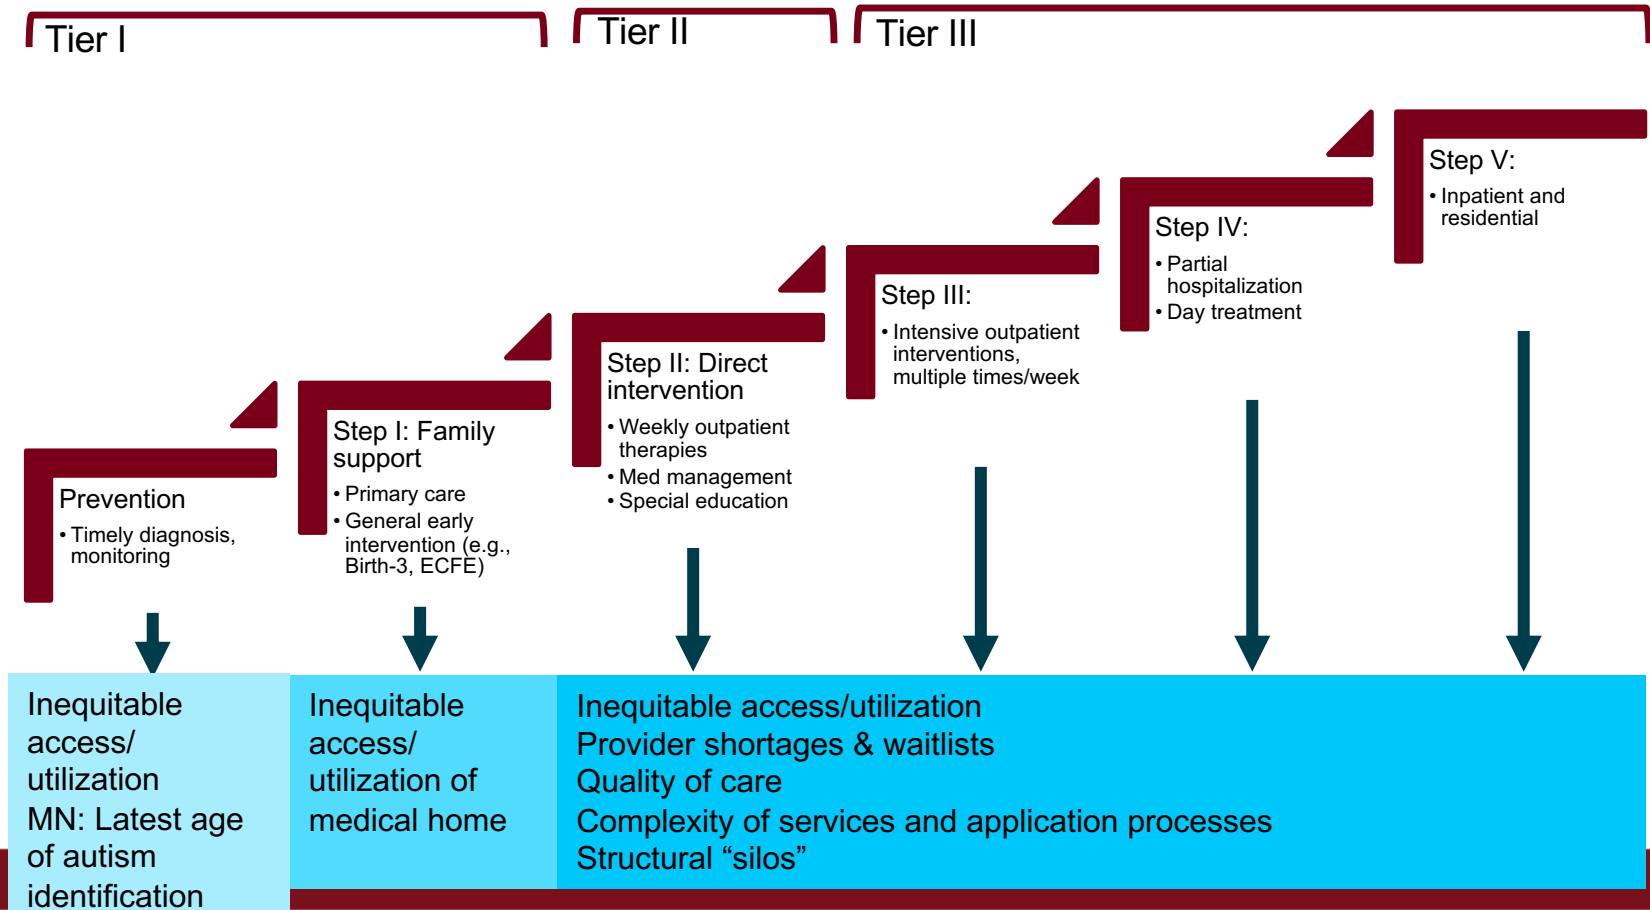 Tier I
Tier II
Tier III
Prevention
• Timely diagnosis,
monitoring
Step I: Family
support
• Primary care
• General early
intervention (e.g.,
Birth-3, ECFE)
Step II: Direct
intervention
• Weekly outpatient
therapies
• Med management
• Special education
Step III:
• Intensive outpatient
interventions,
multiple times/week
Step IV:
• Partial
hospitalization
• Day treatment
Step V:
• Inpatient and
residential
Inequitable
access/
utilization
MN: Latest age
of autism
identification
Inequitable
access/
utilization of
medical home
Inequitable access/utilization
Provider shortages & waitlists
Quality of care
Complexity of services and application processes
Structural “silos”